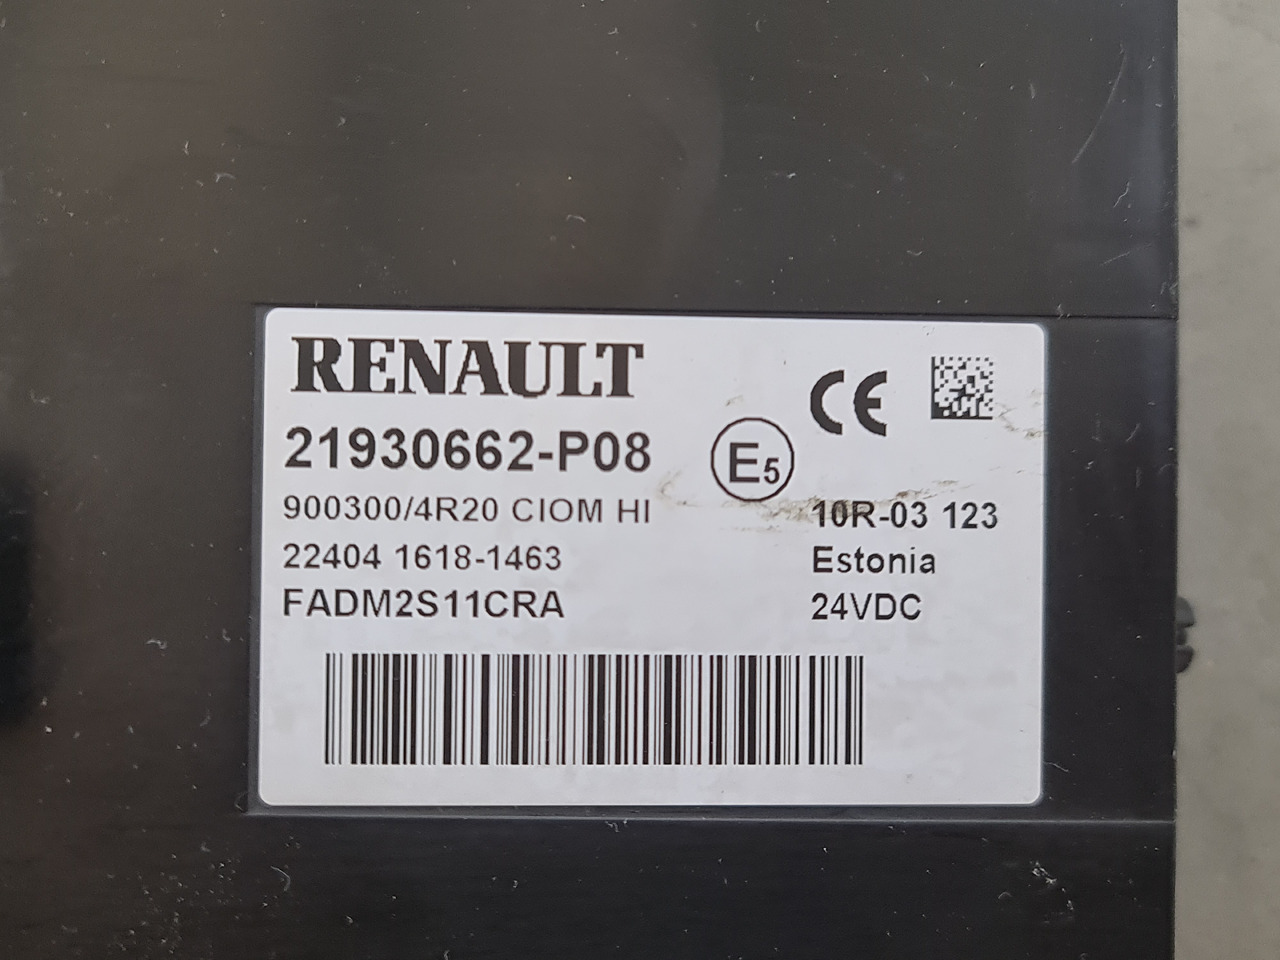 RENAULT
CE
21930662-P08
E5
900300/4R20 CIOM HI
10R-03 123
22404 1618-1463
Estonia
FADM2S11CRA
24VDC